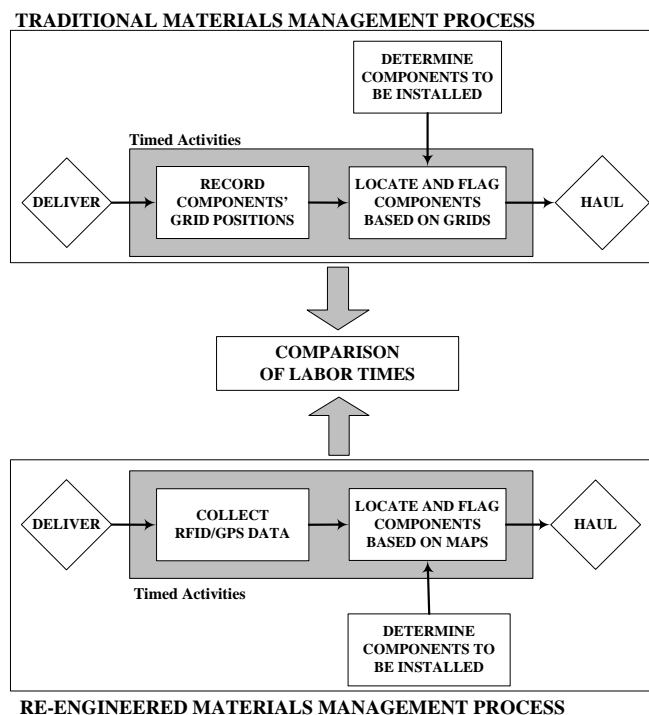 TRADITIONAL MATERIALS MANAGEMENT PROCESS
DETERMINE
COMPONENTS TO
BE INSTALLED
Timed Activities
DELIVER
RECORD
COMPONENTS’
GRID POSITIONS
LOCATE AND FLAG
COMPONENTS
BASED ON GRIDS
HAUL
COMPARISON
OF LABOR TIMES
DELIVER
COLLECT
RFID/GPS DATA
LOCATE AND FLAG
COMPONENTS
BASED ON MAPS
HAUL
Timed Activities
DETERMINE
COMPONENTS TO
BE INSTALLED
RE-ENGINEERED MATERIALS MANAGEMENT PROCESS